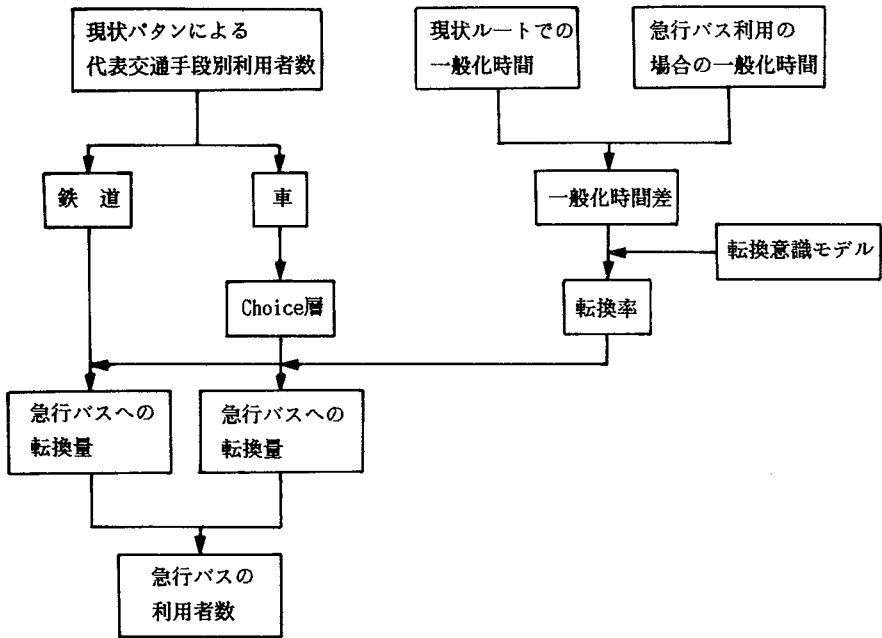 現状パタンによる
代表交通手段別利用者数
現状ルートでの
一般化時間
急行バス利用の
場合の一般化時間
鉄　道
車
一般化時間差
転換意識モデル
Choice層
転換率
急行バスへの
転換量
急行バスへの
転換量
急行バスの
利用者数